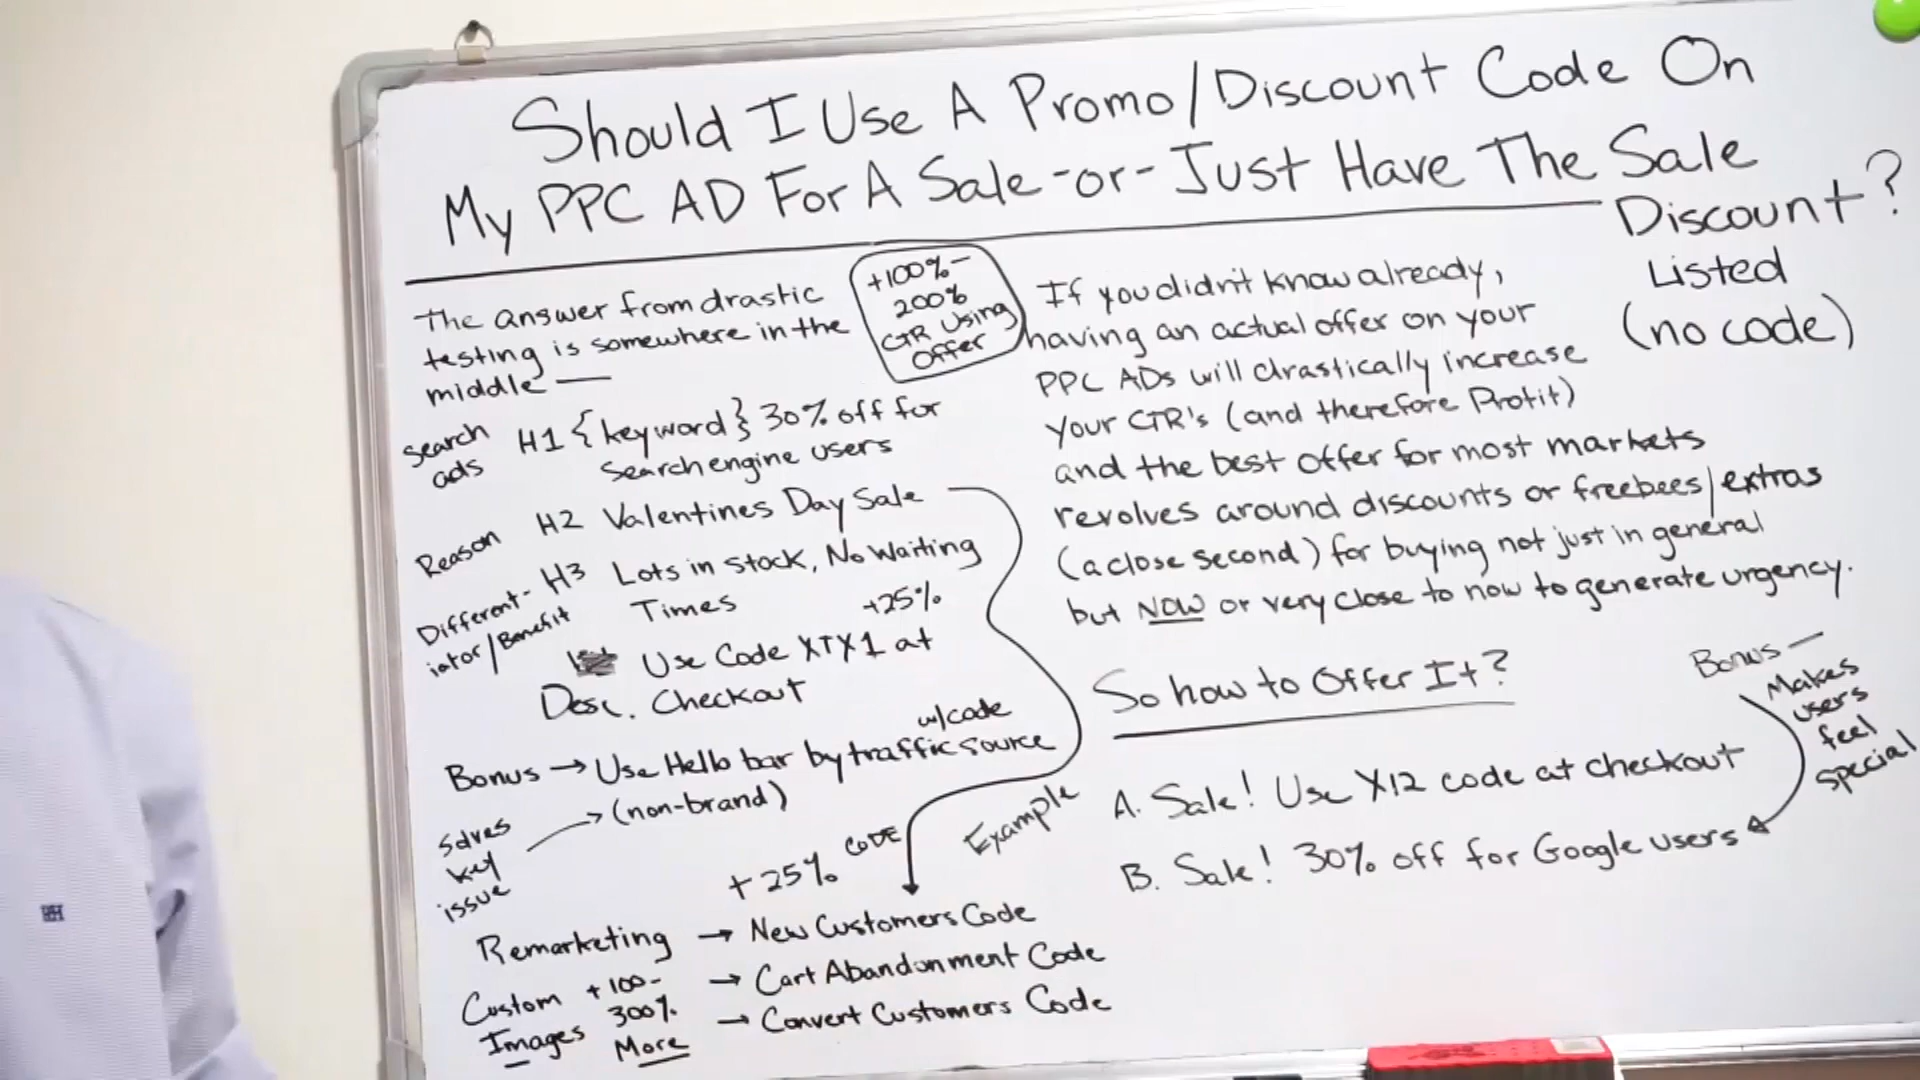 Should I Use A Promo/Discount Code On
My PPC AD For A Sale -or- Just Have The Sale
Discount?
Listed
(no code)
The answer from drastic
testing is somewhere in the
middle —
+100%-
200%
CTR Using
Offer
search
ads
H1 {keyword} 30% off for
Search engine users
Reason
H2 Valentines Day Sale
Different-
iator/Benefit
H3 Lots in stock, No Waiting
Times
+25%
Use Code XTX1 at
Desc. Checkout
w/code
Bonus → Use Hello bar by traffic source
(non-brand)
Solves
key
issue
+25% CODE
Example
Remarketing → New Customers Code
→ Cart Abandonment Code
→ Convert Customers Code
Custom
Images
+100-
300%
More
If you didn't know already,
having an actual offer on your
PPC ADs will drastically increase
your CTR's (and therefore Profit)
and the best offer for most markets
revolves around discounts or freebees/extras
(a close second) for buying not just in general
but NOW or very close to now to generate urgency.
So how to Offer It?
Bonus —
Makes
users
feel
special
A. Sale! Use X12 code at checkout
B. Sale! 30% off for Google users